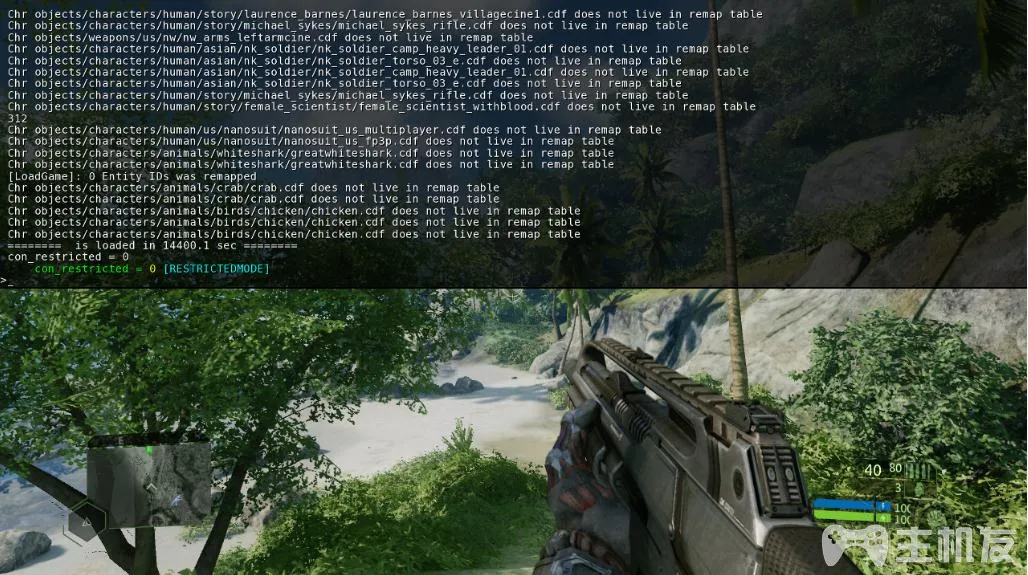 Chr objects/characters/human/story/laurence_barnes/laurence_barnes_villagecine1.cdf does not live in remap table
Chr objects/characters/human/story/michael_sykes/michael_sykes_rifle.cdf does not live in remap table
Chr objects/weapons/us/nw/nw_arms_leftarmcine.cdf does not live in remap table
Chr objects/characters/human/asian/nk_soldier/nk_soldier_camp_heavy_leader_01.cdf does not live in remap table
Chr objects/characters/human/asian/nk_soldier/nk_soldier_torso_03_e.cdf does not live in remap table
Chr objects/characters/human/asian/nk_soldier/nk_soldier_camp_heavy_leader_01.cdf does not live in remap table
Chr objects/characters/human/asian/nk_soldier/nk_soldier_torso_03_e.cdf does not live in remap table
Chr objects/characters/human/story/michael_sykes/michael_sykes_rifle.cdf does not live in remap table
Chr objects/characters/human/story/female_scientist/female_scientist_withblood.cdf does not live in remap table
312
Chr objects/characters/human/us/nanosuit/nanosuit_us_multiplayer.cdf does not live in remap table
Chr objects/characters/human/us/nanosuit/nanosuit_us_fp3p.cdf does not live in remap table
Chr objects/characters/animals/whiteshark/greatwhiteshark.cdf does not live in remap table
Chr objects/characters/animals/whiteshark/greatwhiteshark.cdf does not live in remap table
[LoadGame]: 0 Entity IDs was remapped
Chr objects/characters/animals/crab/crab.cdf does not live in remap table
Chr objects/characters/animals/crab/crab.cdf does not live in remap table
Chr objects/characters/animals/birds/chicken/chicken.cdf does not live in remap table
Chr objects/characters/animals/birds/chicken/chicken.cdf does not live in remap table
Chr objects/characters/animals/birds/chicken/chicken.cdf does not live in remap table
========  is loaded in 14400.1 sec ========
con_restricted = 0
con_restricted = 0 [RESTRICTEDMODE]
>_
40 80
3
100
100
主机友